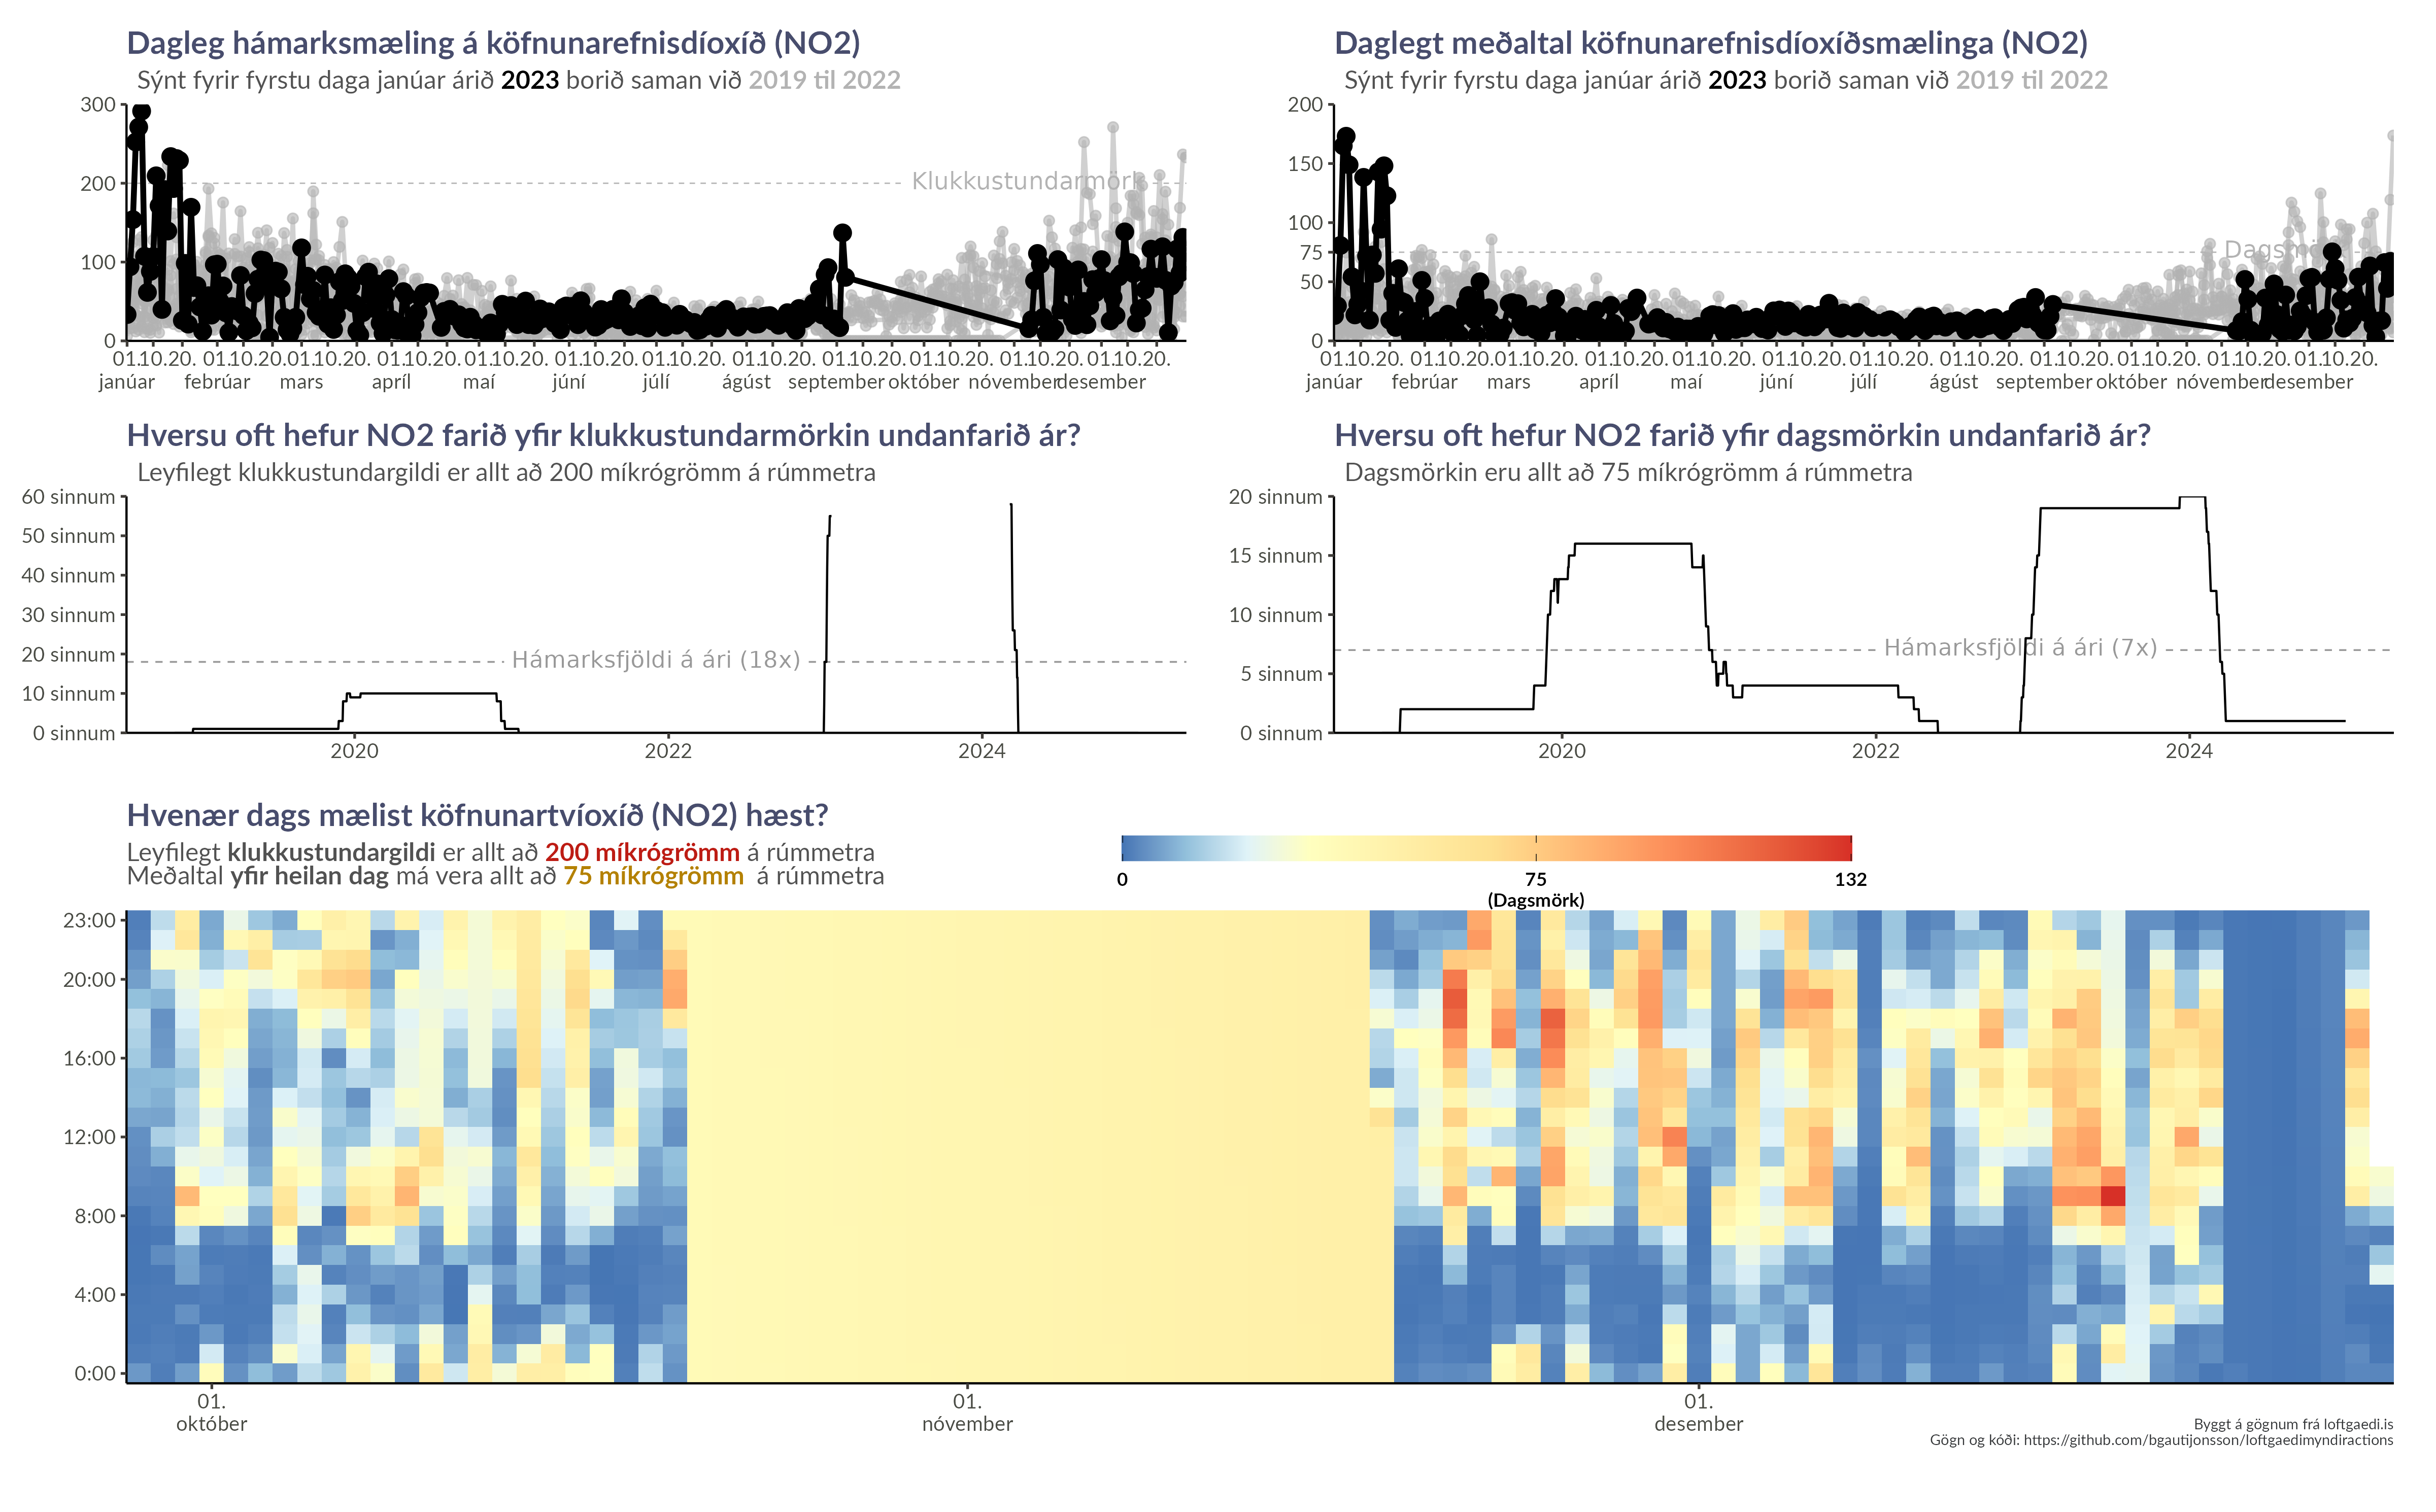 Dagleg hámarksmæling á köfnunarefnisdíoxíð (NO2)
Sýnt fyrir fyrstu daga janúar árið 2023 borið saman við 2019 til 2022
300
200
100
0
Klukkustundarmörk
01.10.20. 01.10.20. 01.10.20. 01.10.20. 01.10.20. 01.10.20. 01.10.20. 01.10.20. 01.10.20. 01.10.20. 01.10.20. 01.10.20.
janúar febrúar mars apríl maí júní júlí ágúst september október nóvember desember
Daglegt meðaltal köfnunarefnisdíoxíðsmælinga (NO2)
Sýnt fyrir fyrstu daga janúar árið 2023 borið saman við 2019 til 2022
200
150
100
75
50
0
01.10.20. 01.10.20. 01.10.20. 01.10.20. 01.10.20. 01.10.20. 01.10.20. 01.10.20. 01.10.20. 01.10.20. 01.10.20. 01.10.20.
janúar febrúar mars apríl maí júní júlí ágúst september október nóvember desember
Hversu oft hefur NO2 farið yfir klukkustundarmörkin undanfarið ár?
Leyfilegt klukkustundargildi er allt að 200 míkrógrömm á rúmmetra
60 sinnum
50 sinnum
40 sinnum
30 sinnum
20 sinnum
10 sinnum
0 sinnum
Hámarksfjöldi á ári (18x)
2020 2022 2024
Hversu oft hefur NO2 farið yfir dagsmörkin undanfarið ár?
Dagsmörkin eru allt að 75 míkrógrömm á rúmmetra
20 sinnum
15 sinnum
10 sinnum
5 sinnum
0 sinnum
Hámarksfjöldi á ári (7x)
2020 2022 2024
Hvenær dags mælist köfnunartvíoxíð (NO2) hæst?
Leyfilegt klukkustundargildi er allt að 200 míkrógrömm á rúmmetra
Meðaltal yfir heilan dag má vera allt að 75 míkrógrömm á rúmmetra
0 75 132
(Dagsmörk)
23:00
20:00
16:00
12:00
8:00
4:00
0:00
01. 01. 01.
október nóvember desember
Byggt á gögnum frá loftgaedi.is
Gögn og kóði: https://github.com/bgautijonsson/loftgaedimyndiractions